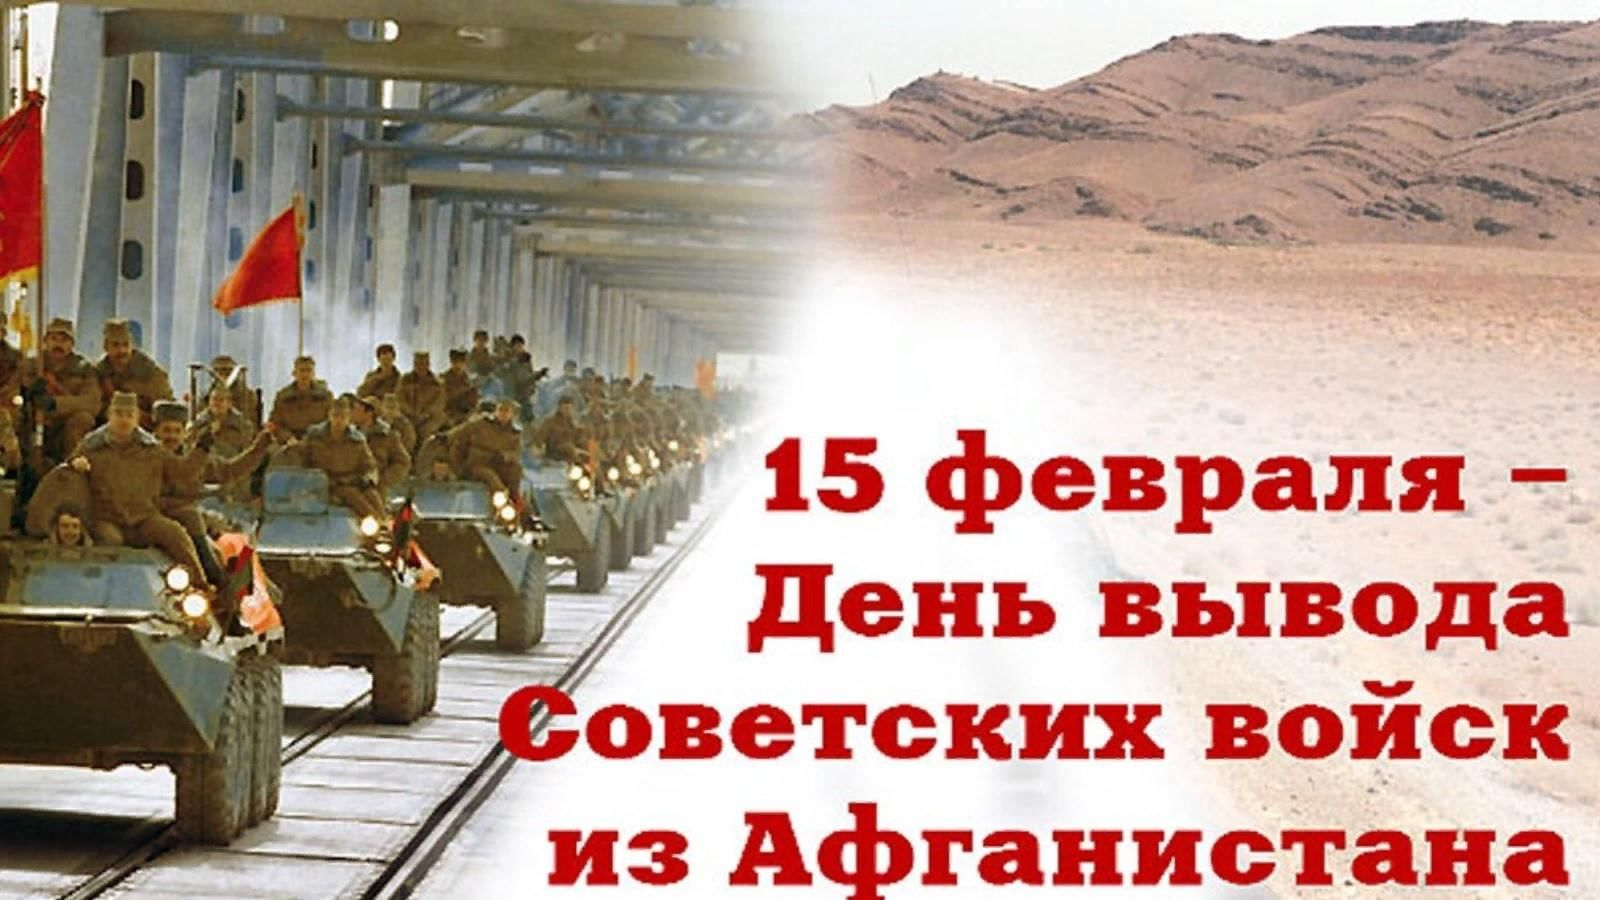 15 февраля –
День вывода
Советских войск
из Афганистана